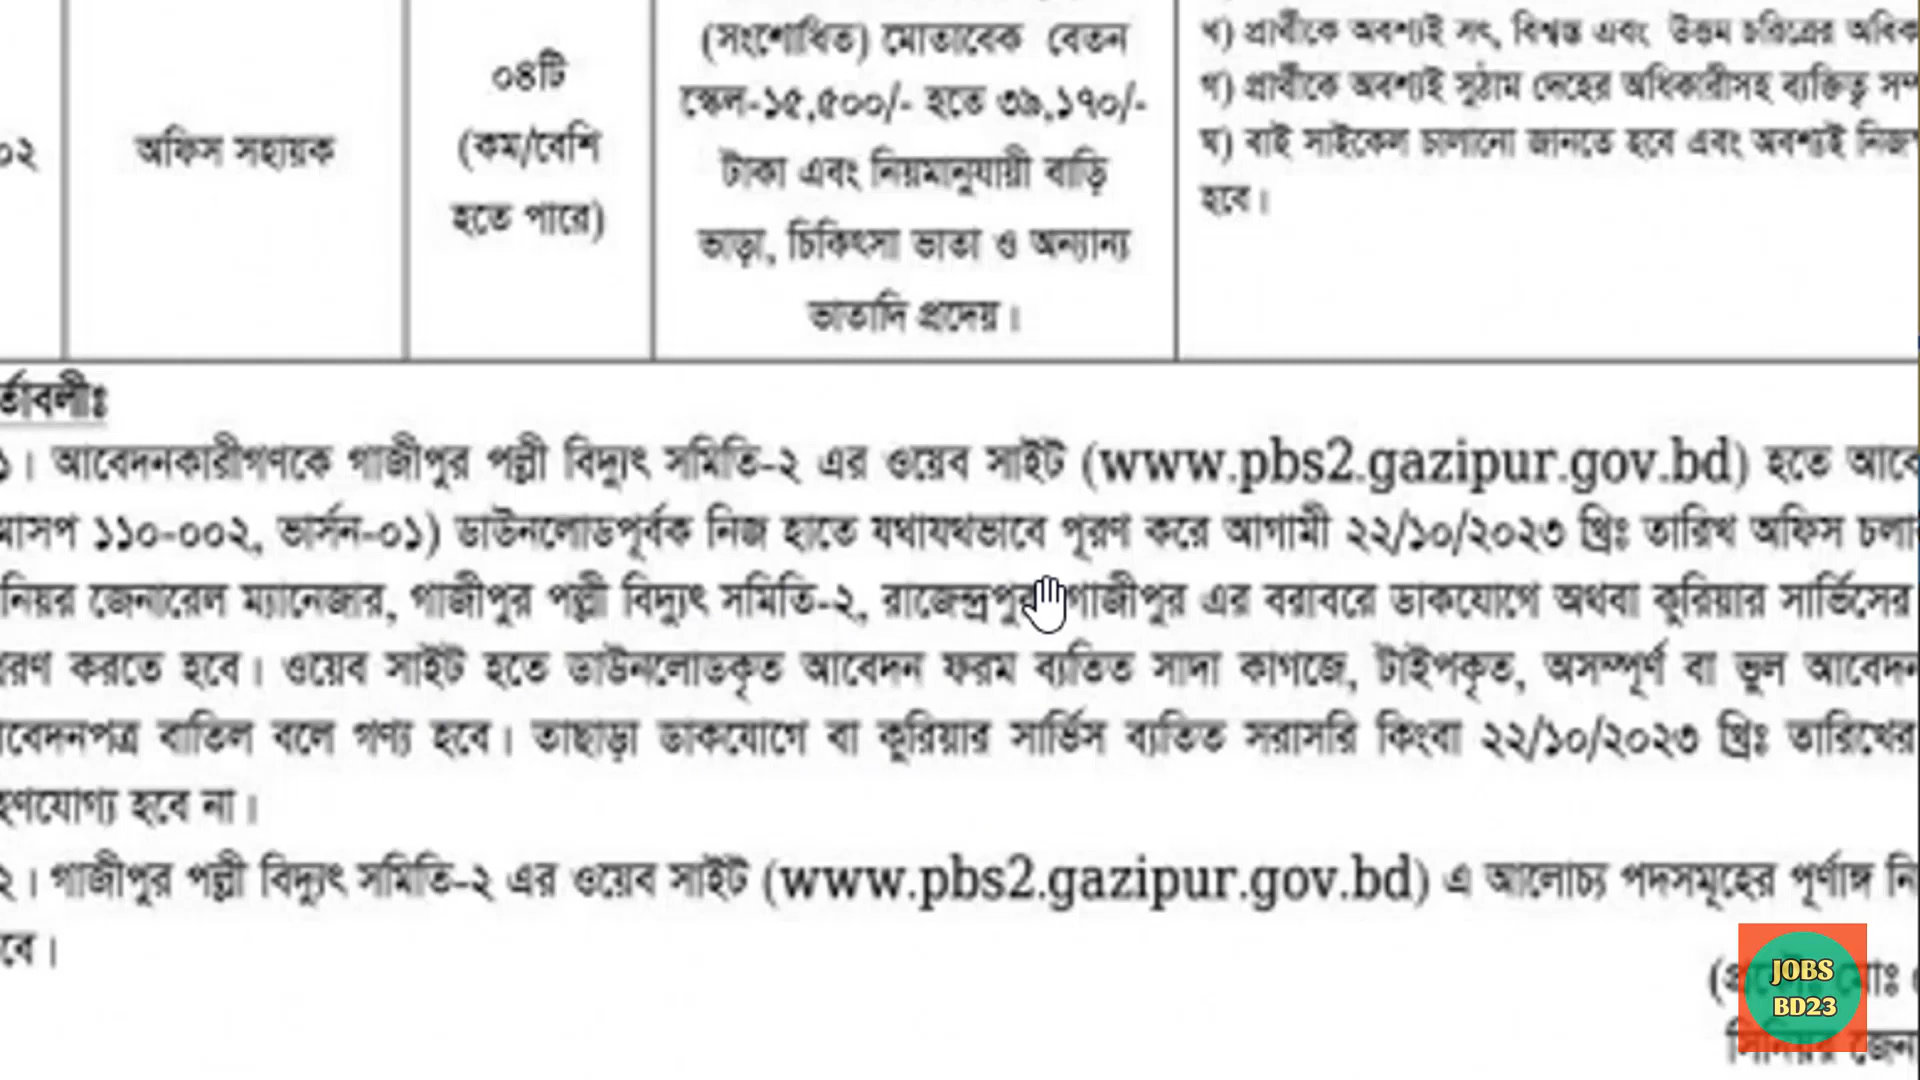 (সংশোধিত) মোতাবেক বেতন
স্কেল-১৫,৫০০/- হতে ৩৯,১৭০/-
টাকা এবং নিয়মানুযায়ী বাড়ি
ভাড়া, চিকিৎসা ভাতা ও অন্যান্য
ভাতাদি প্রদেয়।
০২
অফিস সহায়ক
০৪টি
(কম/বেশি
হতে পারে)
খ) প্রার্থীকে অবশ্যই সৎ, বিশ্বস্ত এবং উত্তম চরিত্রের
গ) প্রার্থীকে অবশ্যই সুঠাম দেহের অধিকারীসহ ব্যক্তিত্ব
ঘ) বাই সাইকেল চালানো জানতে হবে এবং অবশ্যই
হবে।
র্তাবলীঃ
১। আবেদনকারীগণকে গাজীপুর পল্লী বিদ্যুৎ সমিতি-২ এর ওয়েব সাইট (www.pbs2.gazipur.gov.bd) হতে
১১০-০০২, ভার্সন-০১) ডাউনলোডপূর্বক নিজ হাতে যথাযথভাবে পূরণ করে আগামী ২২/১০/২০২৩ খ্রিঃ তারিখ অফিস
নিয়র জেনারেল ম্যানেজার, গাজীপুর পল্লী বিদ্যুৎ সমিতি-২, রাজেন্দ্রপুর গাজীপুর এর বরাবরে ডাকযোগে অথবা কুরিয়ার সার্ভিসের
রণ করতে হবে। ওয়েব সাইট হতে ডাউনলোডকৃত আবেদন ফরম ব্যতিত সাদা কাগজে, টাইপকৃত, অসম্পূর্ণ বা ভুল আবেদন
বেদনপত্র বাতিল বলে গণ্য হবে। তাছাড়া ডাকযোগে বা কুরিয়ার সার্ভিস ব্যতিত সরাসরি কিংবা ২২/১০/২০২৩ খ্রিঃ তারিখের
হণযোগ্য হবে না।
২। গাজীপুর পল্লী বিদ্যুৎ সমিতি-২ এর ওয়েব সাইট (www.pbs2.gazipur.gov.bd) এ আলোচ্য পদসমূহের পূর্ণাঙ্গ
বে।
JOBS
BD23